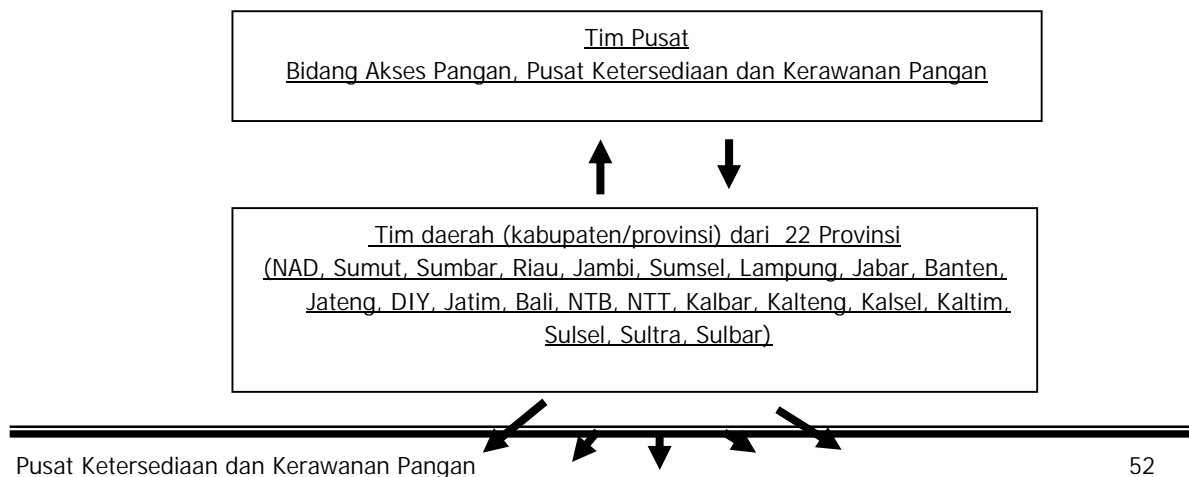 Tim Pusat
Bidang Akses Pangan, Pusat Ketersediaan dan Kerawanan Pangan
Tim daerah (kabupaten/provinsi) dari 22 Provinsi
(NAD, Sumut, Sumbar, Riau, Jambi, Sumsel, Lampung, Jabar, Banten,
Jateng, DIY, Jatim, Bali, NTB, NTT, Kalbar, Kalteng, Kalsel, Kaltim,
Sulsel, Sultra, Sulbar)
Pusat Ketersediaan dan Kerawanan Pangan 52